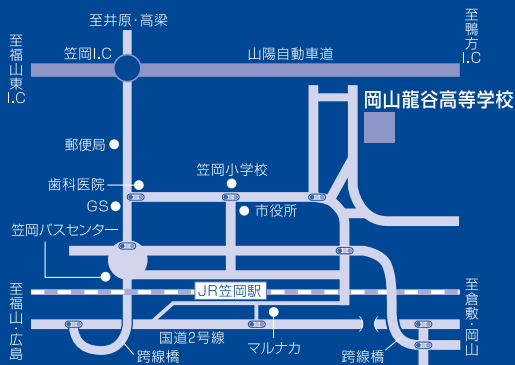 至井原・高梁
至鴨方I.C
至福山東I.C
笠岡I.C
山陽自動車道
岡山龍谷高等学校
郵便局
笠岡小学校
歯科医院
GS
市役所
笠岡バスセンター
JR笠岡駅
至福山・広島
至倉敷・岡山
国道2号線
マルナカ
跨線橋
跨線橋